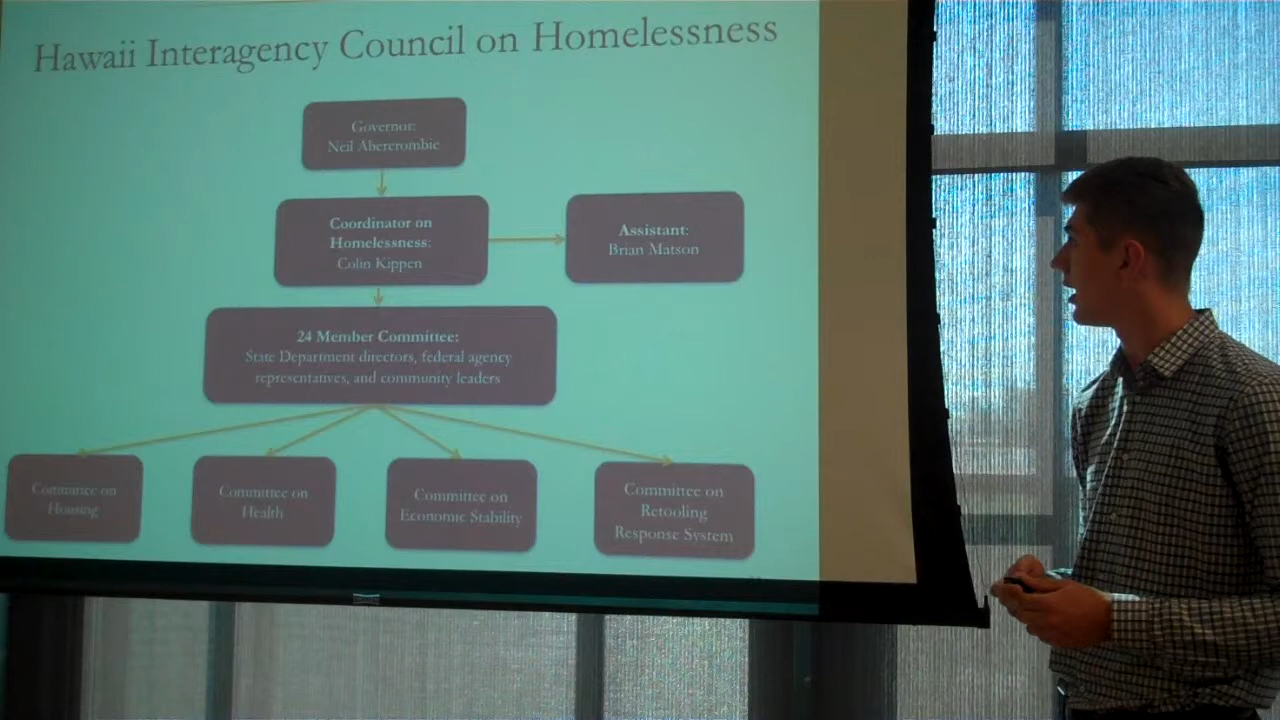 Hawaii Interagency Council on Homelessness
Governor:
Neil Abercrombie
Coordinator on
Homelessness:
Colin Kippen
Assistant:
Brian Matson
24 Member Committee:
State Department directors, federal agency
representatives, and community leaders
Committee on
Housing
Committee on
Health
Committee on
Economic Stability
Committee on
Retooling
Response System